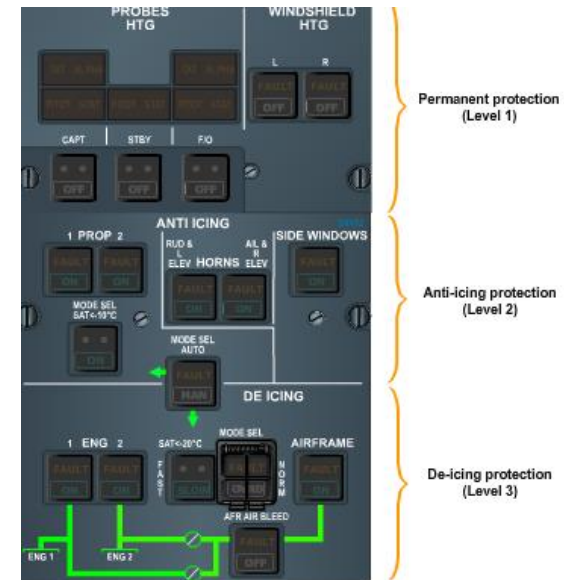 PROBES
HTG
WINDSHIELD
HTG
L
R
FAULT
OFF
FAULT
OFF
CAPT
STBY
F/O
OFF
OFF
OFF
Permanent protection
(Level 1)
ANTI ICING
1 PROP 2
FAULT
ON
FAULT
ON
RUD &
L
ELEV
HORNS
AIL &
R
ELEV
FAULT
ON
FAULT
ON
SIDE WINDOWS
FAULT
ON
MODE SEL
SAT<-10°C
ON
MODE SEL
AUTO
FAULT
MAN
Anti-icing protection
(Level 2)
DE ICING
1 ENG 2
FAULT
ON
FAULT
ON
SAT<-20°C
FAST
SLOW
MODE SEL
NORM
AIRFRAME
FAULT
ON
AFR AIR BLEED
FAULT
OFF
ENG 1
ENG 2
De-icing protection
(Level 3)